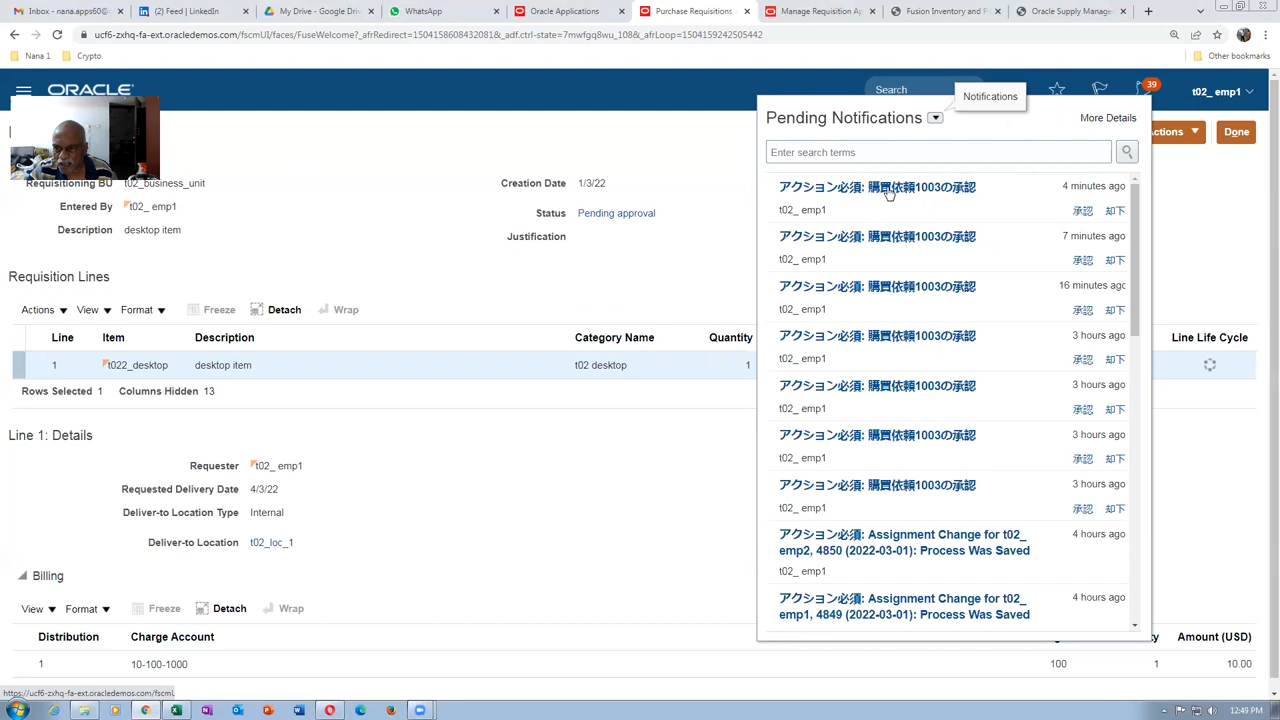 Inbox - nana.apps60@
(2) Feed | LinkedIn
My Drive - Google Dr
WhatsApp
Oracle Applications
Purchase Requisitions -
Manage Requisition Ap
Fusion Inventory and P
Oracle Supply Manage
ucf6-zxhq-fa-ext.oracledemos.com/fscmUI/faces/FuseWelcome?_afrRedirect=1504158608432081&_adf.ctrl-state=7mwfgq8wu_108&_afrLoop=1504159242505442
Nana 1
Crypto
Other bookmarks
ORACLE
Search
39
t02_ emp1
Notifications
Pending Notifications
More Details
ctions
Done
Enter search terms
Requisitioning BU t02_business_unit
Creation Date 1/3/22
Entered By t02_ emp1
Status Pending approval
Description desktop item
Justification
アクション必須: 購買依頼1003の承認
4 minutes ago
t02_ emp1
承認 却下
アクション必須: 購買依頼1003の承認
7 minutes ago
t02_ emp1
承認 却下
アクション必須: 購買依頼1003の承認
16 minutes ago
t02_ emp1
承認 却下
アクション必須: 購買依頼1003の承認
3 hours ago
t02_ emp1
承認 却下
アクション必須: 購買依頼1003の承認
3 hours ago
t02_ emp1
承認 却下
アクション必須: 購買依頼1003の承認
3 hours ago
t02_ emp1
承認 却下
アクション必須: 購買依頼1003の承認
3 hours ago
t02_ emp1
承認 却下
アクション必須: Assignment Change for t02_
emp2, 4850 (2022-03-01): Process Was Saved
4 hours ago
t02_ emp1
アクション必須: Assignment Change for t02_
emp1, 4849 (2022-03-01): Process Was Saved
4 hours ago
Requisition Lines
Actions View Format Freeze Detach Wrap
Line Item Description Category Name Quantity Line Life Cycle
1 t022_desktop desktop item t02 desktop 1
Rows Selected 1 Columns Hidden 13
Line 1: Details
Requester t02_ emp1
Requested Delivery Date 4/3/22
Deliver-to Location Type Internal
Deliver-to Location t02_loc_1
Billing
View Format Freeze Detach Wrap
Distribution Charge Account Amount (USD)
1 10-100-1000 100 1 10.00
https://ucf6-zxhq-fa-ext.oracledemos.com/fscmU
12:49 PM